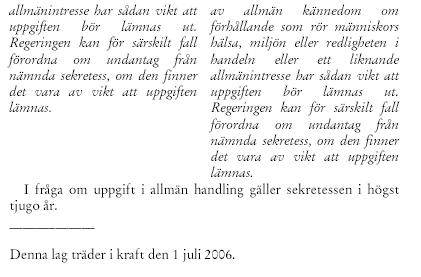 allmänintresse har sådan vikt att
uppgiften bör lämnas ut.
Regeringen kan för särskilt fall
förordna om undantag från
nämnda sekretess, om den finner
det vara av vikt att uppgiften
lämnas.
av allmän kännedom om
förhållande som rör människors
hälsa, miljön eller redligheten i
handeln eller ett liknande
allmänintresse har sådan vikt att
uppgiften bör lämnas ut.
Regeringen kan för särskilt fall
förordna om undantag från
nämnda sekretess, om den finner
det vara av vikt att uppgiften
lämnas.
I fråga om uppgift i allmän handling gäller sekretessen i högst
tjugo år.
Denna lag träder i kraft den 1 juli 2006.